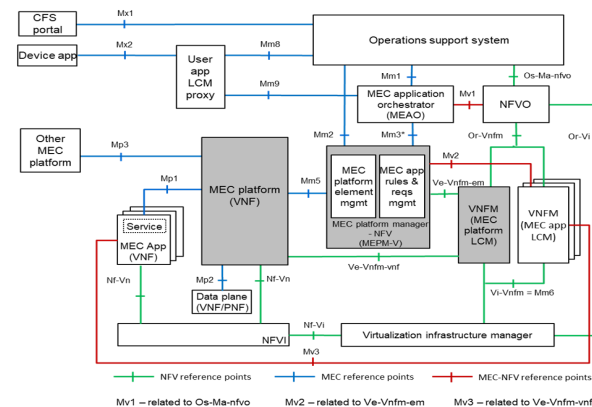 CFS
portal
Mx1
Operations support system
Device app
Mx2
User
app
LCM
proxy
Mm8
Mm9
Mm1
Os-Ma-nfvo
MEC application
orchestrator
(MEAO)
Mv1
NFVO
Other
MEC
platform
Mp3
Mm2
Mm3*
Or-Vnfm
Or-Vi
Mv2
MEC platform
(VNF)
Mp1
Mm5
MEC
platform
element
mgmt
MEC app
rules &
reqs mgmt
MEC platform manager
- NFV
(MEPM-V)
Ve-Vnfm-em
VNFM
(MEC
platform
LCM)
VNFM
(MEC app
LCM)
Service
MEC App
(VNF)
Ve-Vnfm-vnf
Nf-Vn
Mp2
Nf-Vn
Data plane
(VNF/PNF)
Vi-Vnfm = Mm6
NFVI
Nf-Vi
Virtualization infrastructure manager
Mv3
NFV reference points
MEC reference points
MEC-NFV reference points
Mv1 – related to Os-Ma-nfvo
Mv2 – related to Ve-Vnfm-em
Mv3 – related to Ve-Vnfm-vnf